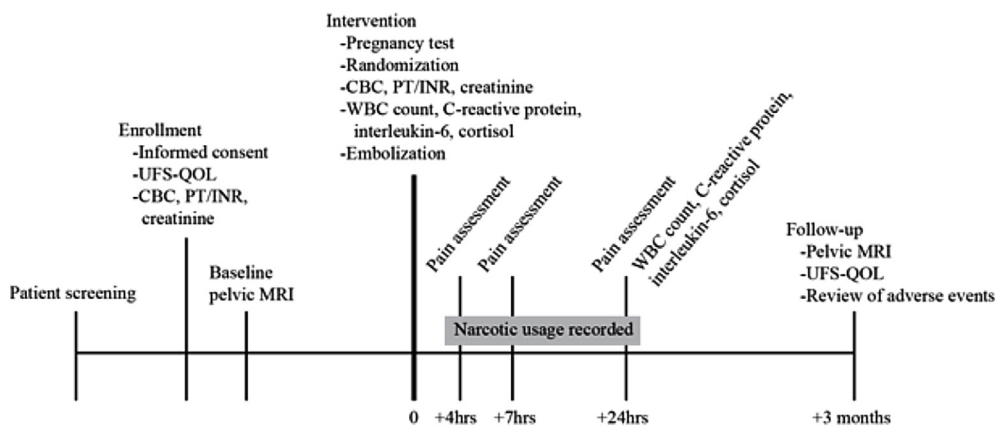 Patient screening
Enrollment
-Informed consent
-UFS-QOL
-CBC, PT/INR,
creatinine
Baseline
pelvic MRI
Intervention
-Pregnancy test
-Randomization
-CBC, PT/INR, creatinine
-WBC count, C-reactive protein,
interleukin-6, cortisol
-Embolization
Pain assessment
Pain assessment
Pain assessment
WBC count, C-reactive protein,
interleukin-6, cortisol
Narcotic usage recorded
Follow-up
-Pelvic MRI
-UFS-QOL
-Review of adverse events
0
+4hrs
+7hrs
+24hrs
+3 months